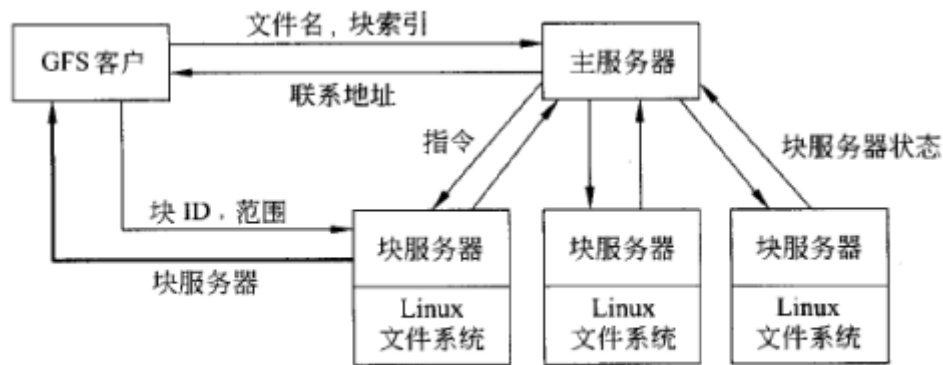 文件名，块索引
GFS 客户
主服务器
联系地址
指令
块服务器状态
块 ID，范围
块服务器
块服务器
块服务器
块服务器
Linux
文件系统
Linux
文件系统
Linux
文件系统